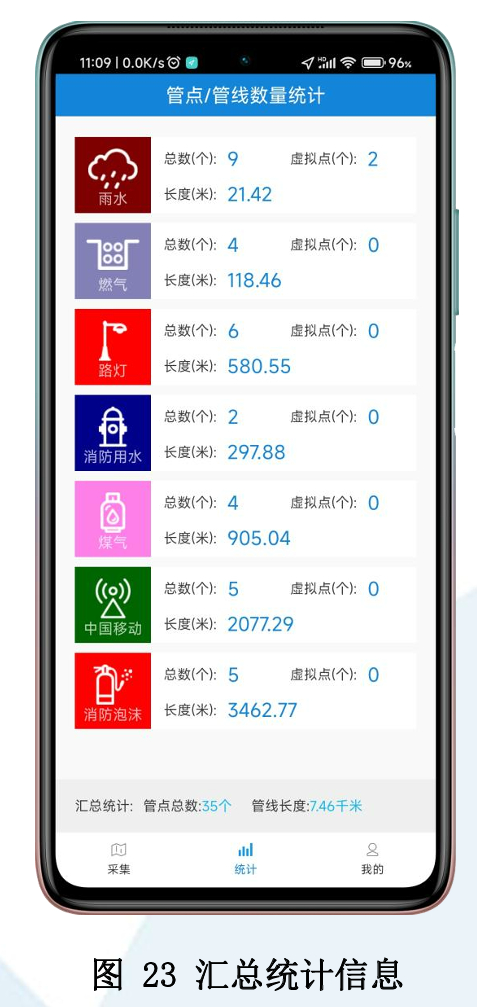 11:09 | 0.0K/s 96%
管点/管线数量统计
总数(个): 9 虚拟点(个): 2
雨水
长度(米): 21.42
总数(个): 4 虚拟点(个): 0
燃气
长度(米): 118.46
总数(个): 6 虚拟点(个): 0
路灯
长度(米): 580.55
总数(个): 2 虚拟点(个): 0
消防用水
长度(米): 297.88
总数(个): 4 虚拟点(个): 0
煤气
长度(米): 905.04
总数(个): 5 虚拟点(个): 0
中国移动
长度(米): 2077.29
总数(个): 5 虚拟点(个): 0
消防泡沫
长度(米): 3462.77
汇总统计: 管点总数:35个 管线长度:7.46千米
采集 统计 我的
图 23 汇总统计信息